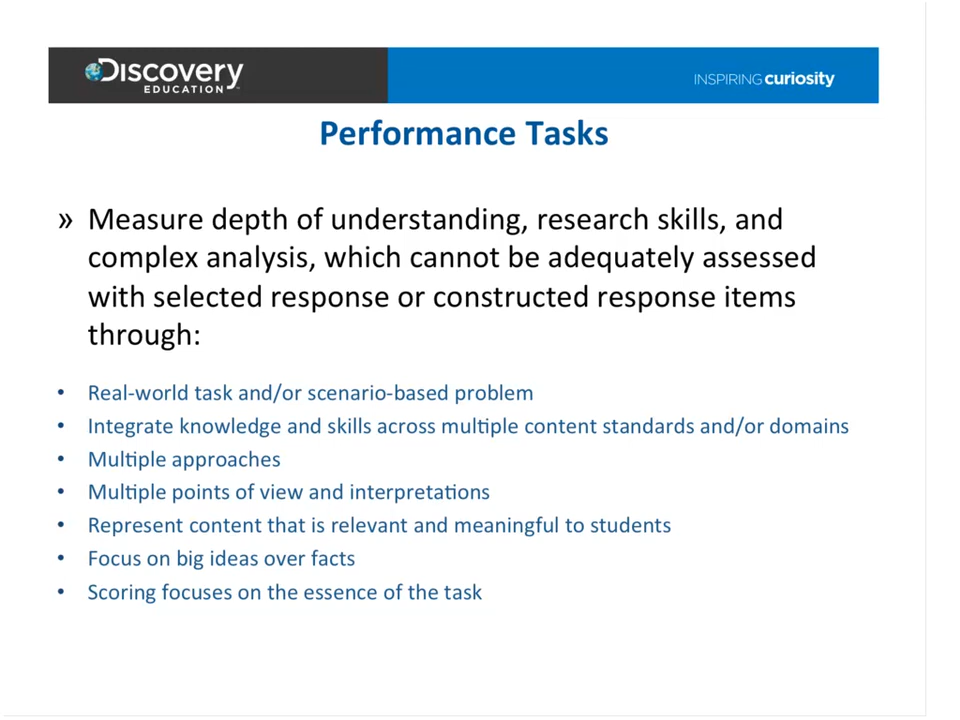 Discovery
EDUCATION™
INSPIRING curiosity
Performance Tasks
» Measure depth of understanding, research skills, and
complex analysis, which cannot be adequately assessed
with selected response or constructed response items
through:
• Real-world task and/or scenario-based problem
• Integrate knowledge and skills across multiple content standards and/or domains
• Multiple approaches
• Multiple points of view and interpretations
• Represent content that is relevant and meaningful to students
• Focus on big ideas over facts
• Scoring focuses on the essence of the task